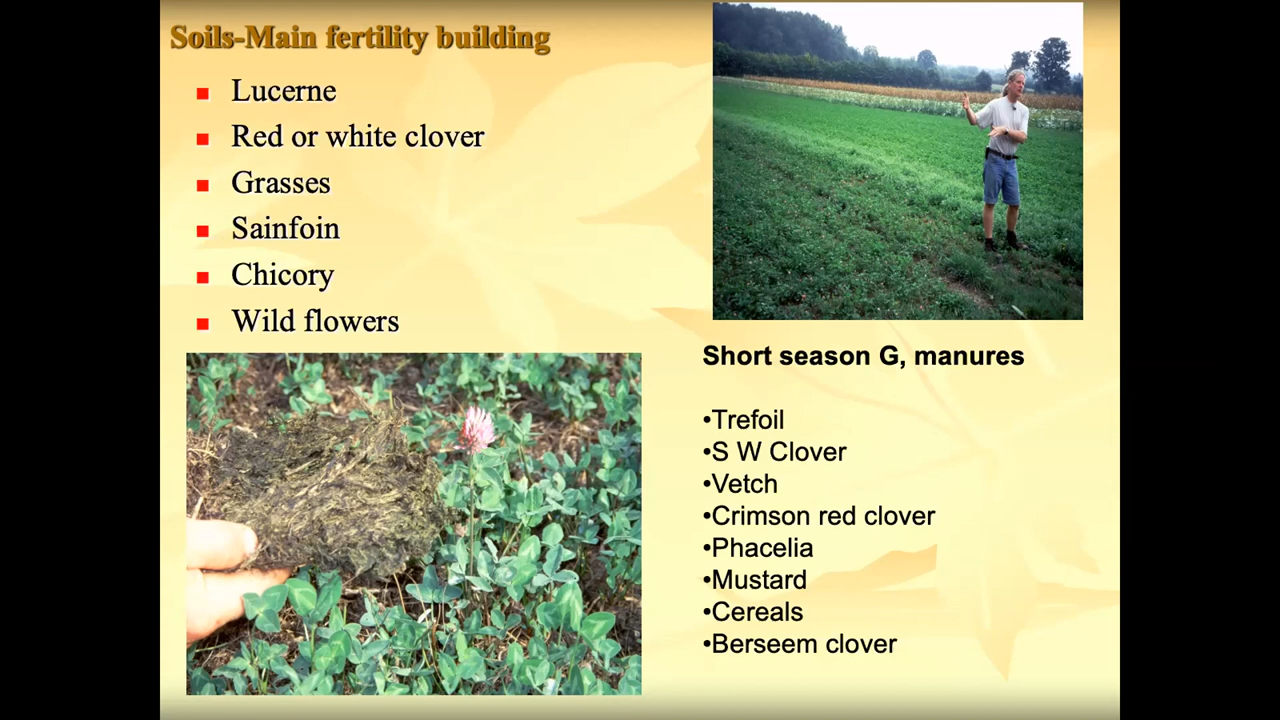 Soils-Main fertility building
Lucerne
Red or white clover
Grasses
Sainfoin
Chicory
Wild flowers
Short season G, manures
•Trefoil
•S W Clover
•Vetch
•Crimson red clover
•Phacelia
•Mustard
•Cereals
•Berseem clover